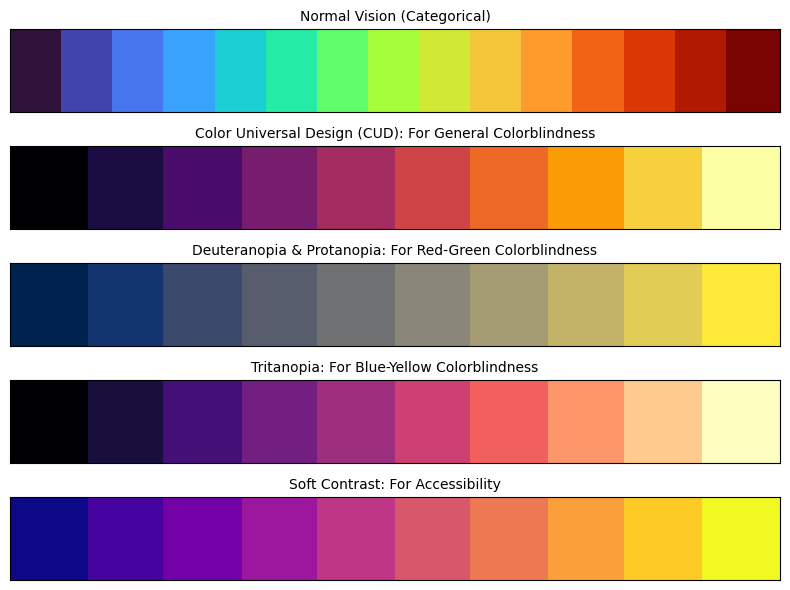 Normal Vision (Categorical)
Color Universal Design (CUD): For General Colorblindness
Deuteranopia & Protanopia: For Red-Green Colorblindness
Tritanopia: For Blue-Yellow Colorblindness
Soft Contrast: For Accessibility